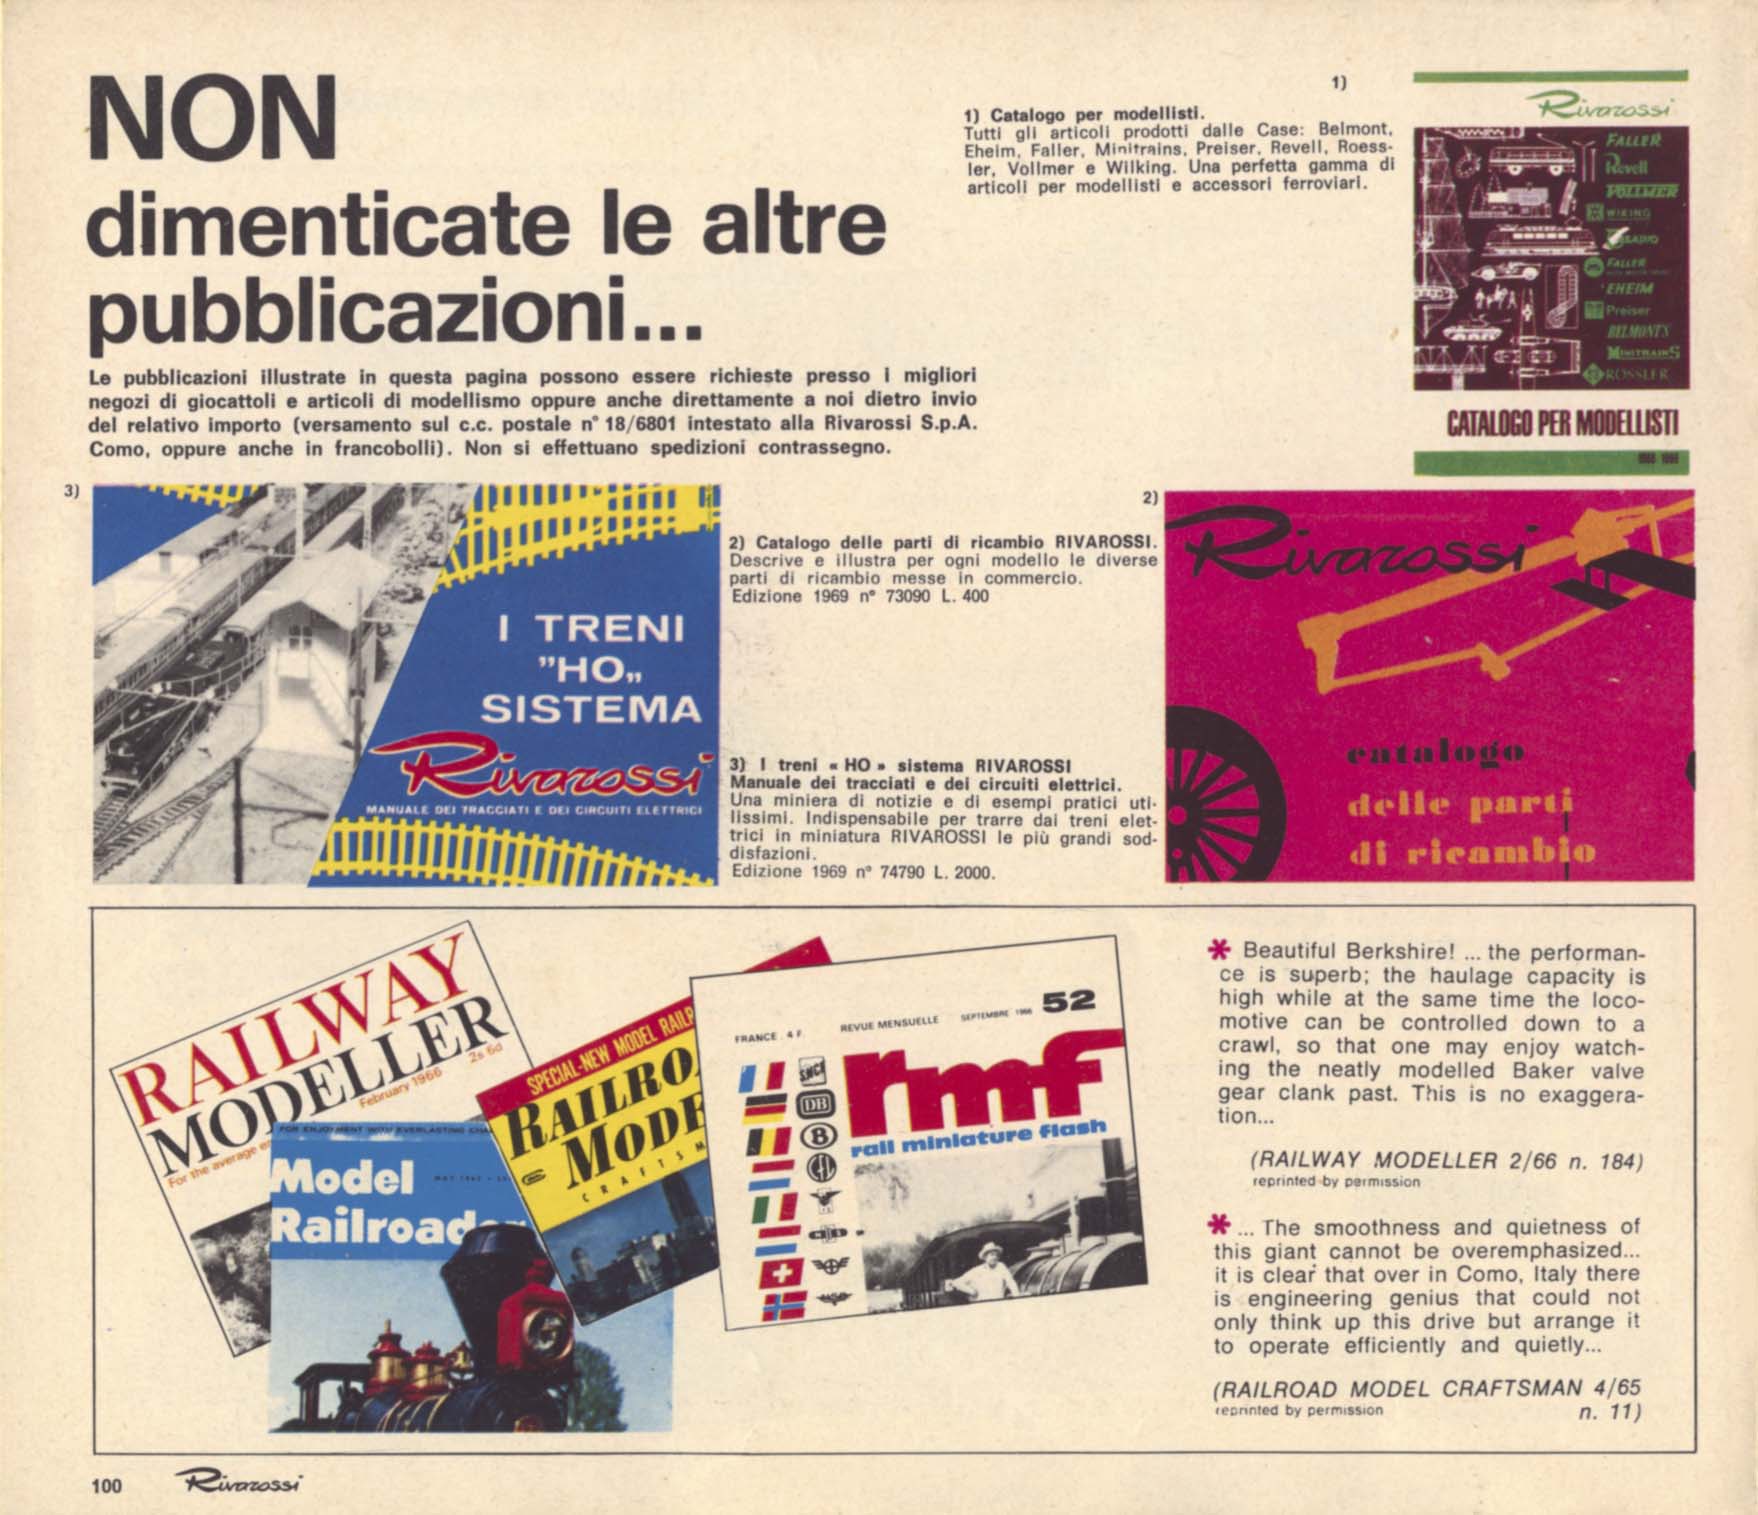 NON
dimenticate le altre
pubblicazioni...
Le pubblicazioni illustrate in questa pagina possono essere richieste presso i migliori
negozi di giocattoli e articoli di modellismo oppure anche direttamente a noi dietro invio
del relativo importo (versamento sul c.c. postale n° 18/6801 intestato alla Rivarossi S.p.A.
Como, oppure anche in francobolli). Non si effettuano spedizioni contrassegno.
1)
1) Catalogo per modellisti.
Tutti gli articoli prodotti dalle Case: Belmont,
Eheim, Faller, Minitrains, Preiser, Revell, Roess-
ler, Vollmer e Wilking. Una perfetta gamma di
articoli per modellisti e accessori ferroviari.
Rivarossi
FALLER
Revell
VOLLMER
WIKING
FALLER
EHEIM
Preiser
BELMONT'S
MINITRAINS
RÖSSLER
CATALOGO PER MODELLISTI
3)
I TRENI
"HO„
SISTEMA
Rivarossi
MANUALE DEI TRACCIATI E DEI CIRCUITI ELETTRICI
2) Catalogo delle parti di ricambio RIVAROSSI.
Descrive e illustra per ogni modello le diverse
parti di ricambio messe in commercio.
Edizione 1969 n° 73090 L. 400
3) I treni « HO » sistema RIVAROSSI
Manuale dei tracciati e dei circuiti elettrici.
Una miniera di notizie e di esempi pratici uti-
lissimi. Indispensabile per trarre dai treni elet-
trici in miniatura RIVAROSSI le più grandi sod-
disfazioni.
Edizione 1969 n° 74790 L. 2000.
2)
Rivarossi
catalogo
delle parti
di ricambio
RAILWAY
MODELLER
February 1966 2s 6d
For the average en
FOR ENJOYMENT WITH EVERLASTING CHA
Model
Railroader
SPECIAL-NEW MODEL RAILR
RAILRO
MODE
CRAFTSM
FRANCE 4 F.
REVUE MENSUELLE
SEPTEMBRE 1966
52
rmf
rail miniature flash
SNCF
DB
B
CFL
* Beautiful Berkshire! ... the performan-
ce is superb; the haulage capacity is
high while at the same time the loco-
motive can be controlled down to a
crawl, so that one may enjoy watch-
ing the neatly modelled Baker valve
gear clank past. This is no exaggera-
tion...
(RAILWAY MODELLER 2/66 n. 184)
reprinted by permission
* ... The smoothness and quietness of
this giant cannot be overemphasized...
it is clear that over in Como, Italy there
is engineering genius that could not
only think up this drive but arrange it
to operate efficiently and quietly...
(RAILROAD MODEL CRAFTSMAN 4/65
reprinted by permission n. 11)
100 Rivarossi